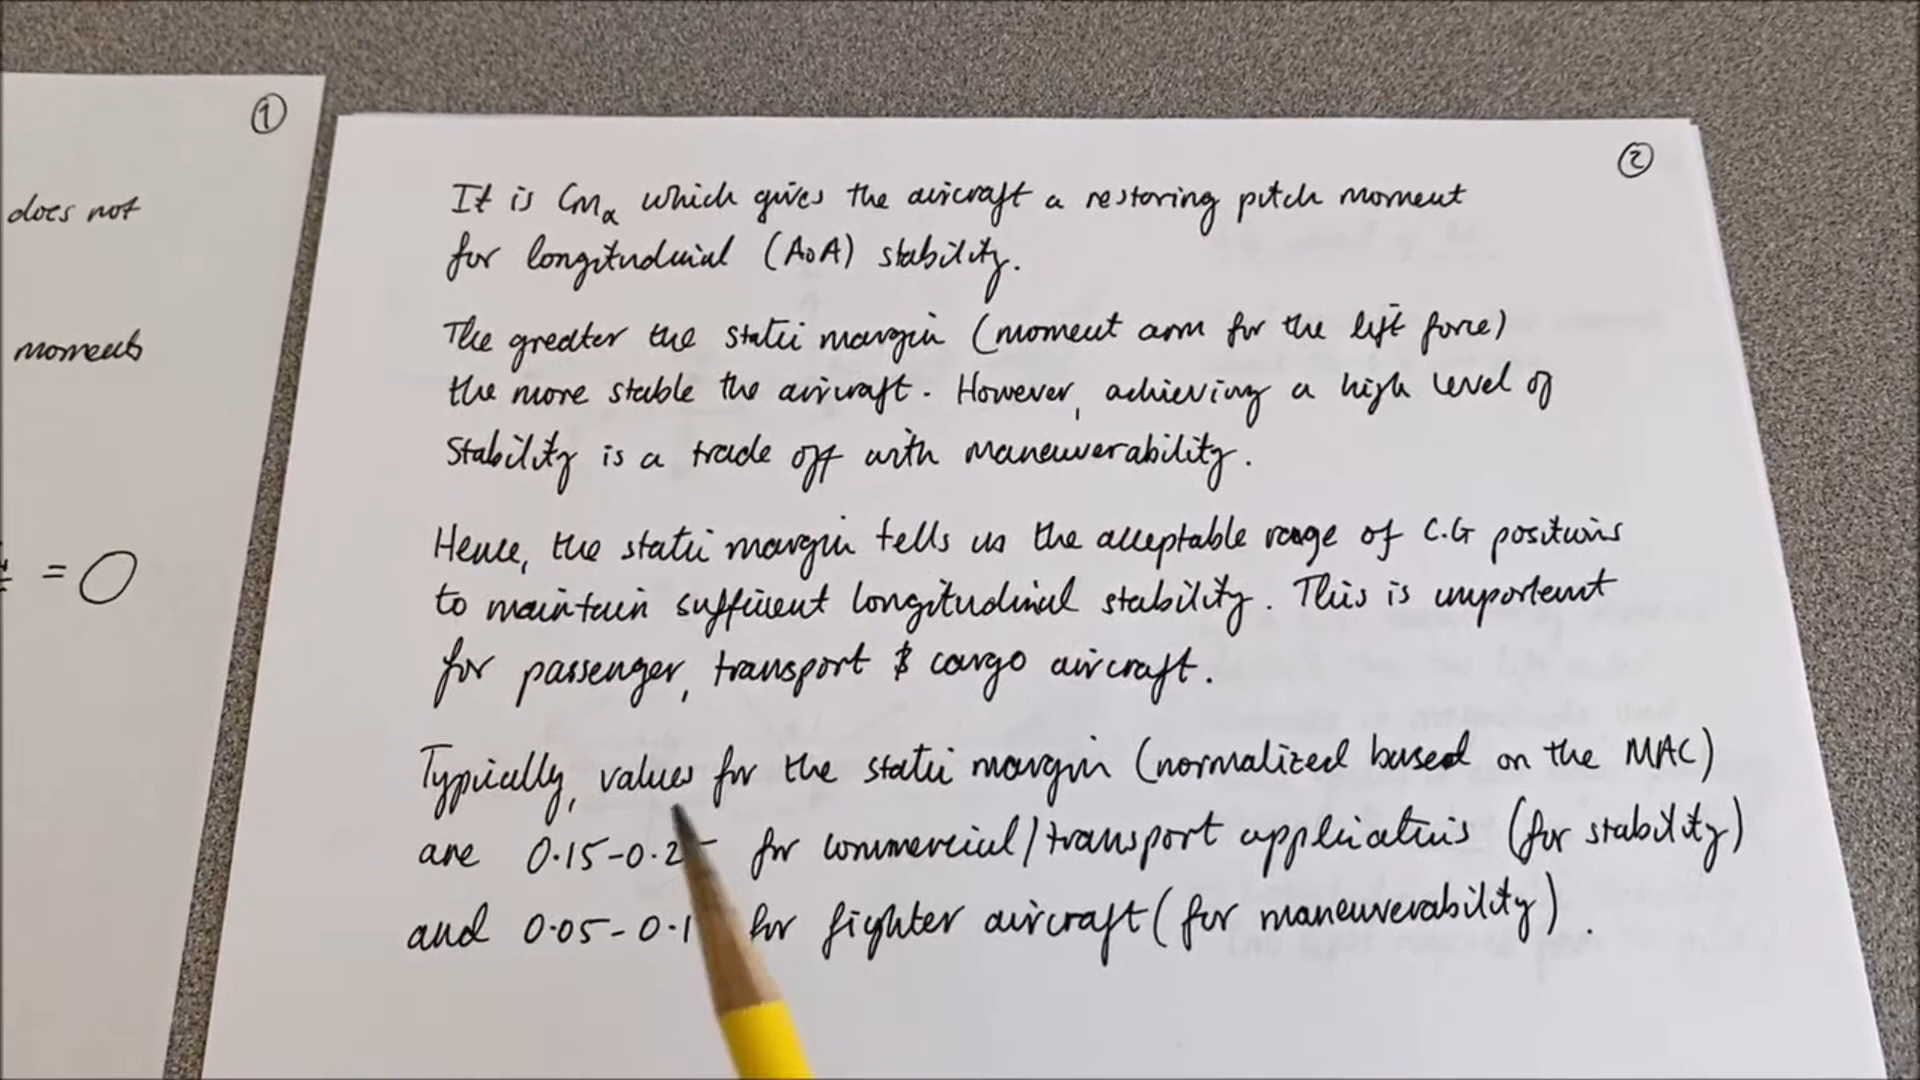 ①
does not
moments
= 0
②
It is CMα which gives the aircraft a restoring pitch moment
for longitudinal (AoA) stability.
The greater the static margin (moment arm for the lift force)
the more stable the aircraft. However, achieving a high level of
stability is a trade off with maneuverability.
Hence, the static margin tells us the acceptable range of C.G positions
to maintain sufficient longitudinal stability. This is important
for passenger, transport & cargo aircraft.
Typically, values for the static margin (normalized based on the MAC)
are 0.15-0.2 for commercial/transport applications (for stability)
and 0.05-0.1 for fighter aircraft (for maneuverability).